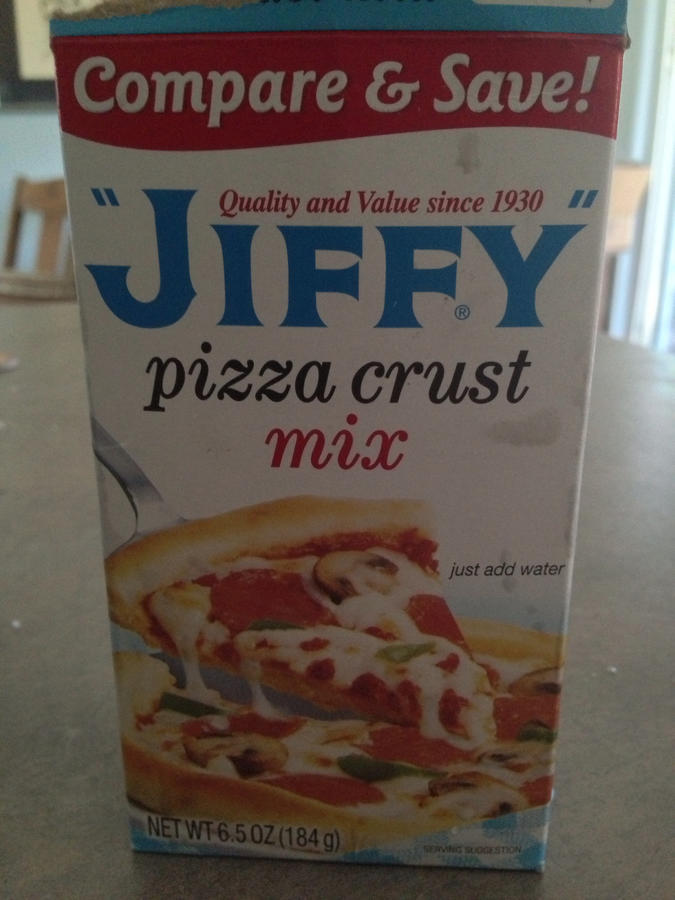 Compare & Save!
Quality and Value since 1930
"JIFFY"®
pizza crust
mix
just add water
NET WT 6.5 OZ (184 g)
SERVING SUGGESTION